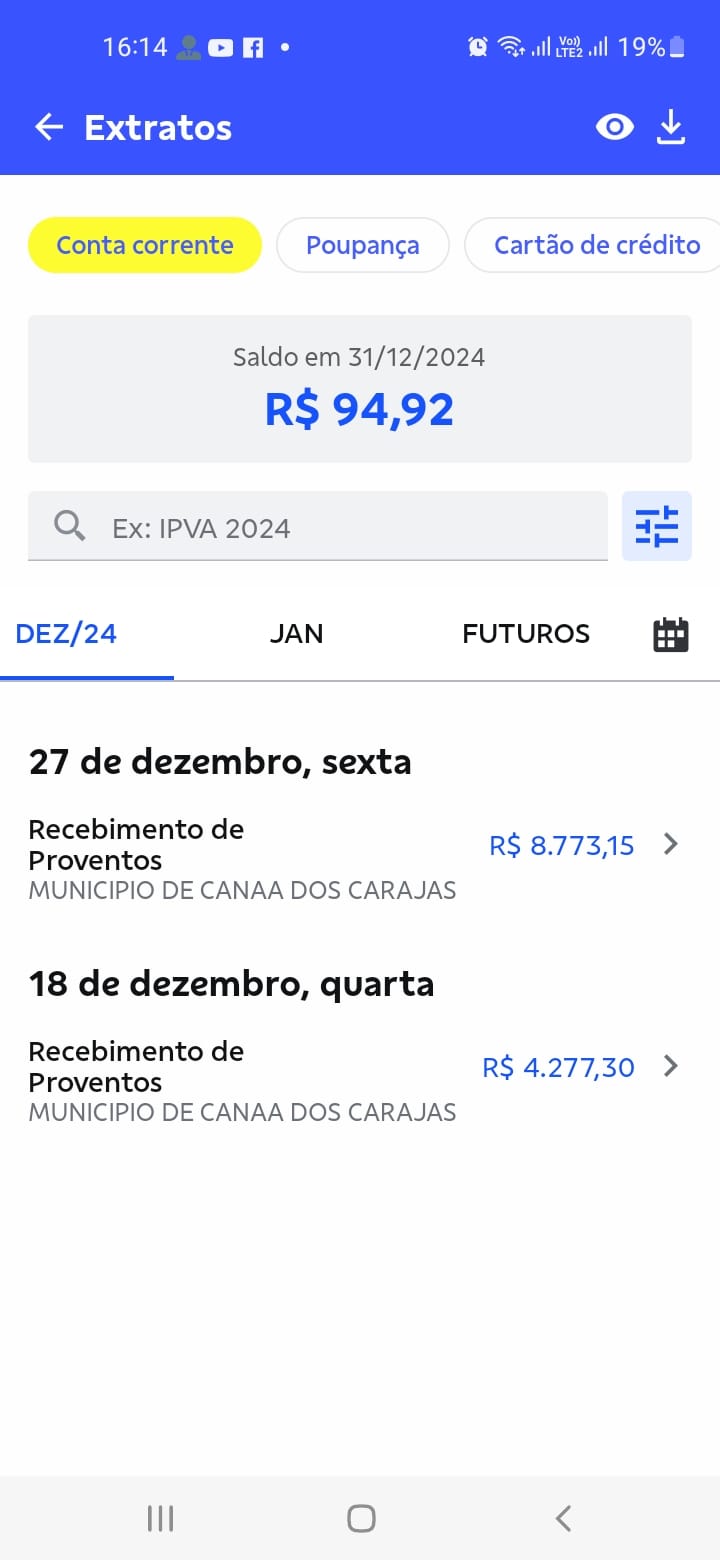 16:14
Vo))
LTE2
19%
Extratos
Conta corrente
Poupança
Cartão de crédito
Saldo em 31/12/2024
R$ 94,92
Ex: IPVA 2024
DEZ/24
JAN
FUTUROS
27 de dezembro, sexta
Recebimento de
Proventos
R$ 8.773,15
MUNICIPIO DE CANAA DOS CARAJAS
18 de dezembro, quarta
Recebimento de
Proventos
R$ 4.277,30
MUNICIPIO DE CANAA DOS CARAJAS